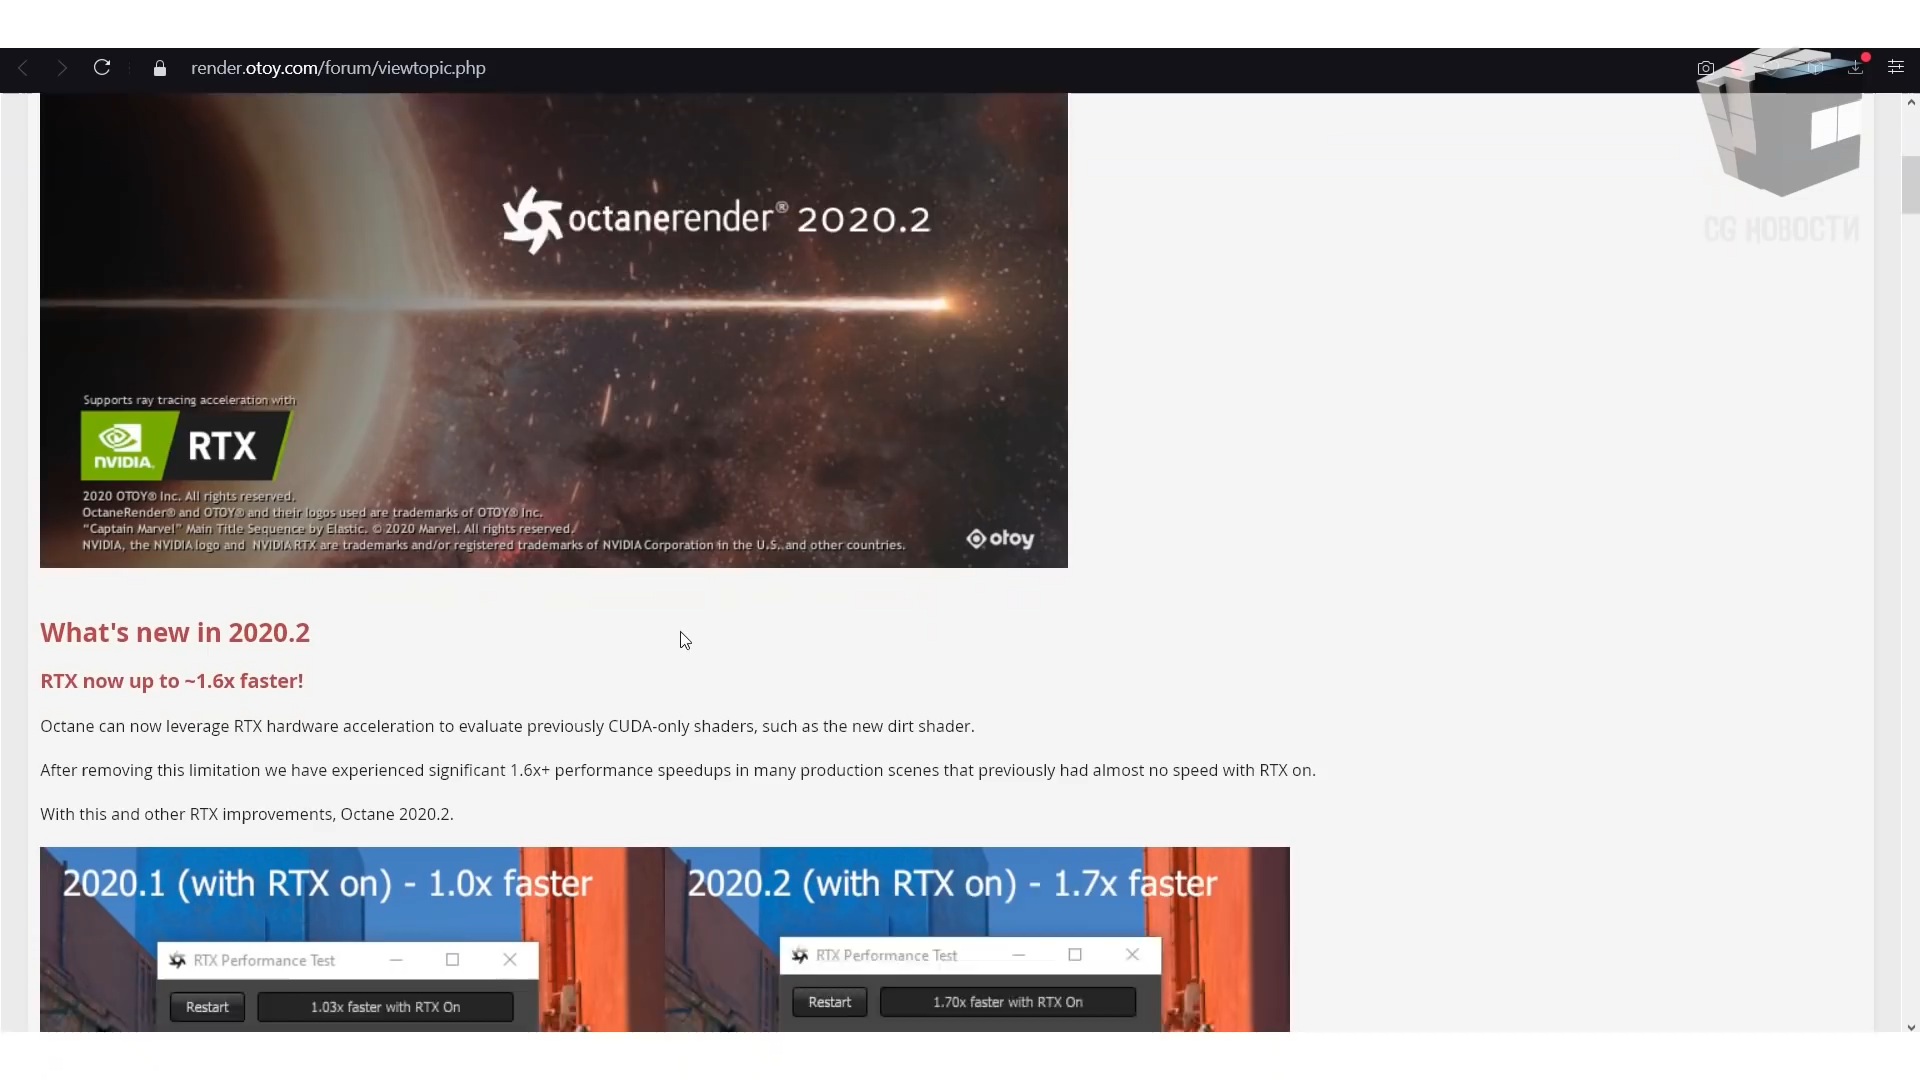 render.otoy.com/forum/viewtopic.php
CG НОВОСТИ
octanerender® 2020.2
Supports ray tracing acceleration with
NVIDIA.
RTX
2020 OTOY® Inc. All rights reserved.
OctaneRender® and OTOY® and their logos used are trademarks of OTOY® Inc.
"Captain Marvel" Main Title Sequence by Elastic. © 2020 Marvel. All rights reserved.
NVIDIA, the NVIDIA logo and NVIDIA RTX are trademarks and/or registered trademarks of NVIDIA Corporation in the U.S. and other countries.
otoy
What's new in 2020.2
RTX now up to ~1.6x faster!
Octane can now leverage RTX hardware acceleration to evaluate previously CUDA-only shaders, such as the new dirt shader.
After removing this limitation we have experienced significant 1.6x+ performance speedups in many production scenes that previously had almost no speed with RTX on.
With this and other RTX improvements, Octane 2020.2.
2020.1 (with RTX on) - 1.0x faster
RTX Performance Test
Restart
1.03x faster with RTX On
2020.2 (with RTX on) - 1.7x faster
RTX Performance Test
Restart
1.70x faster with RTX On